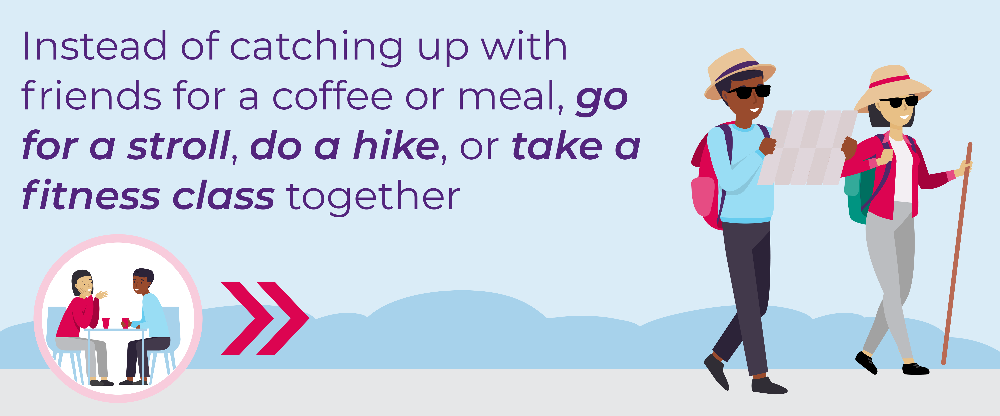 Instead of catching up with
friends for a coffee or meal, go
for a stroll, do a hike, or take a
fitness class together